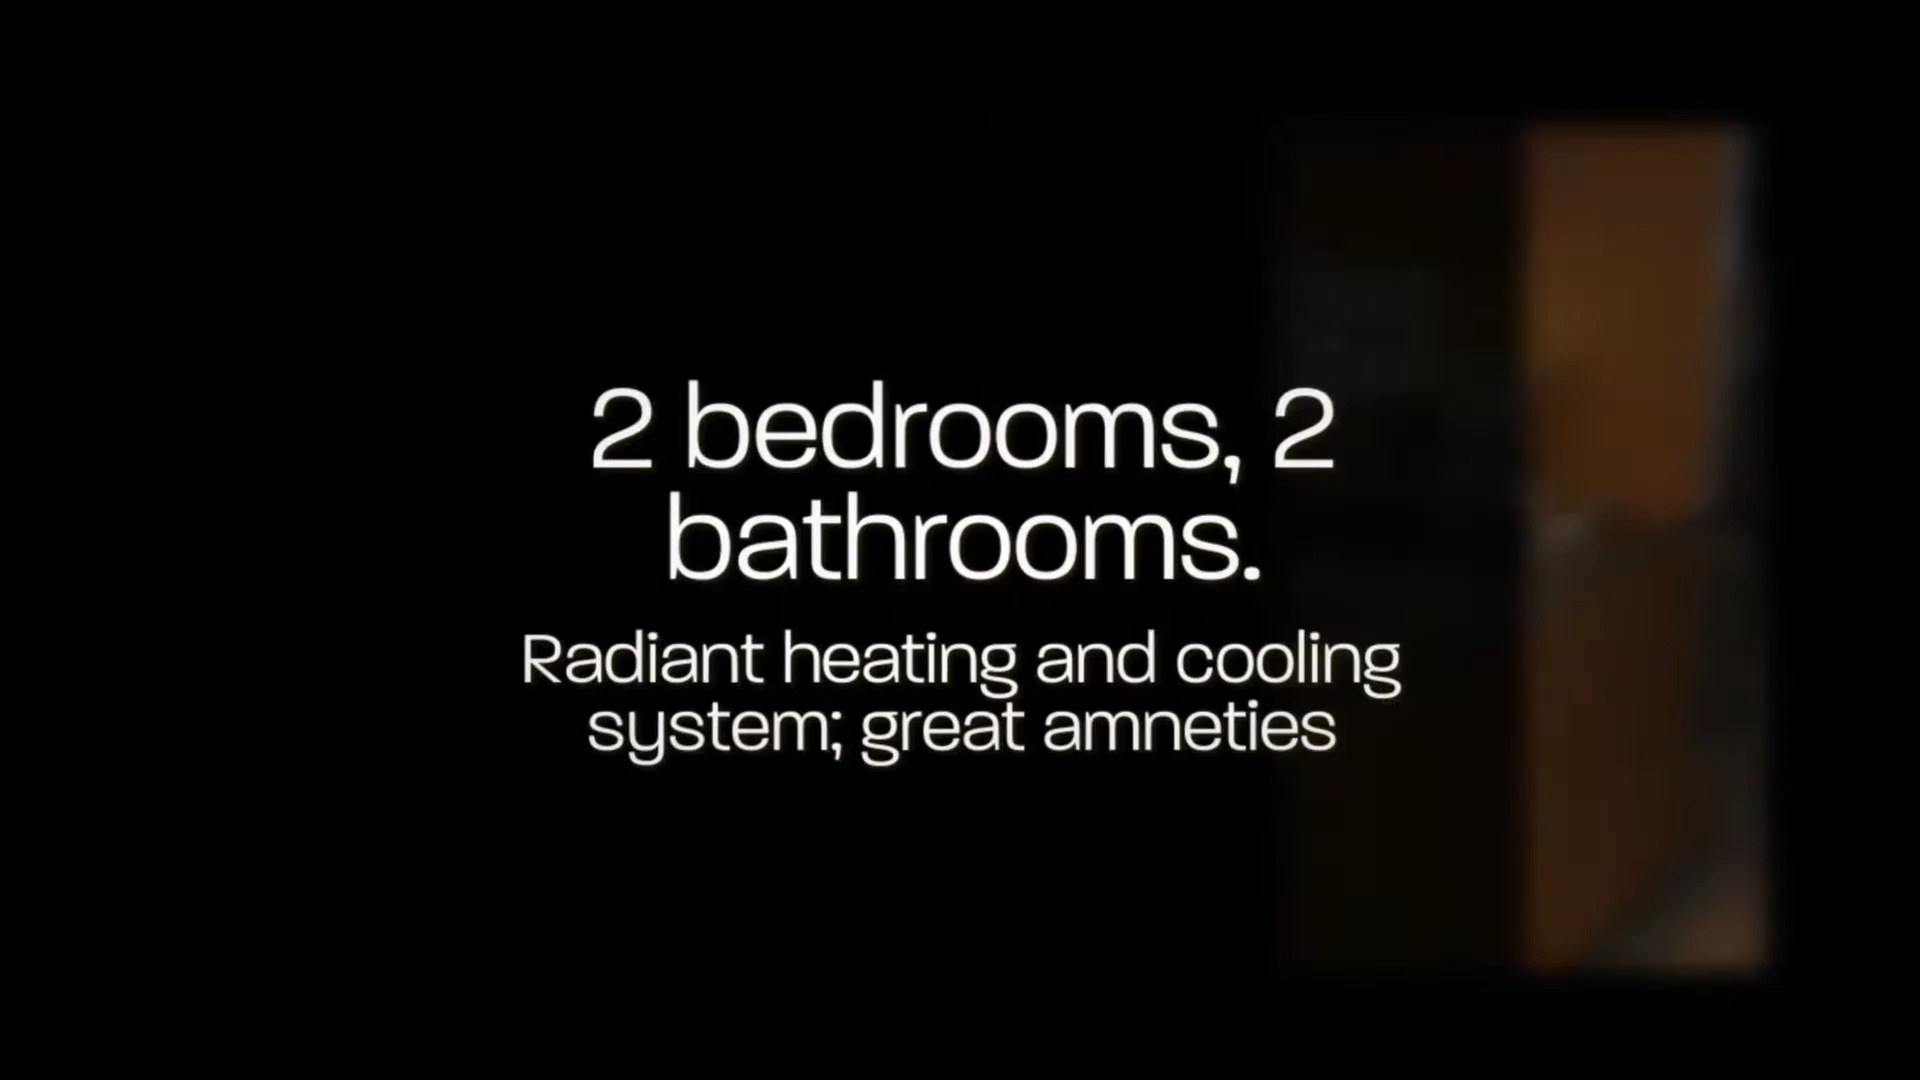 2 bedrooms, 2
bathrooms.
Radiant heating and cooling
system; great amneties